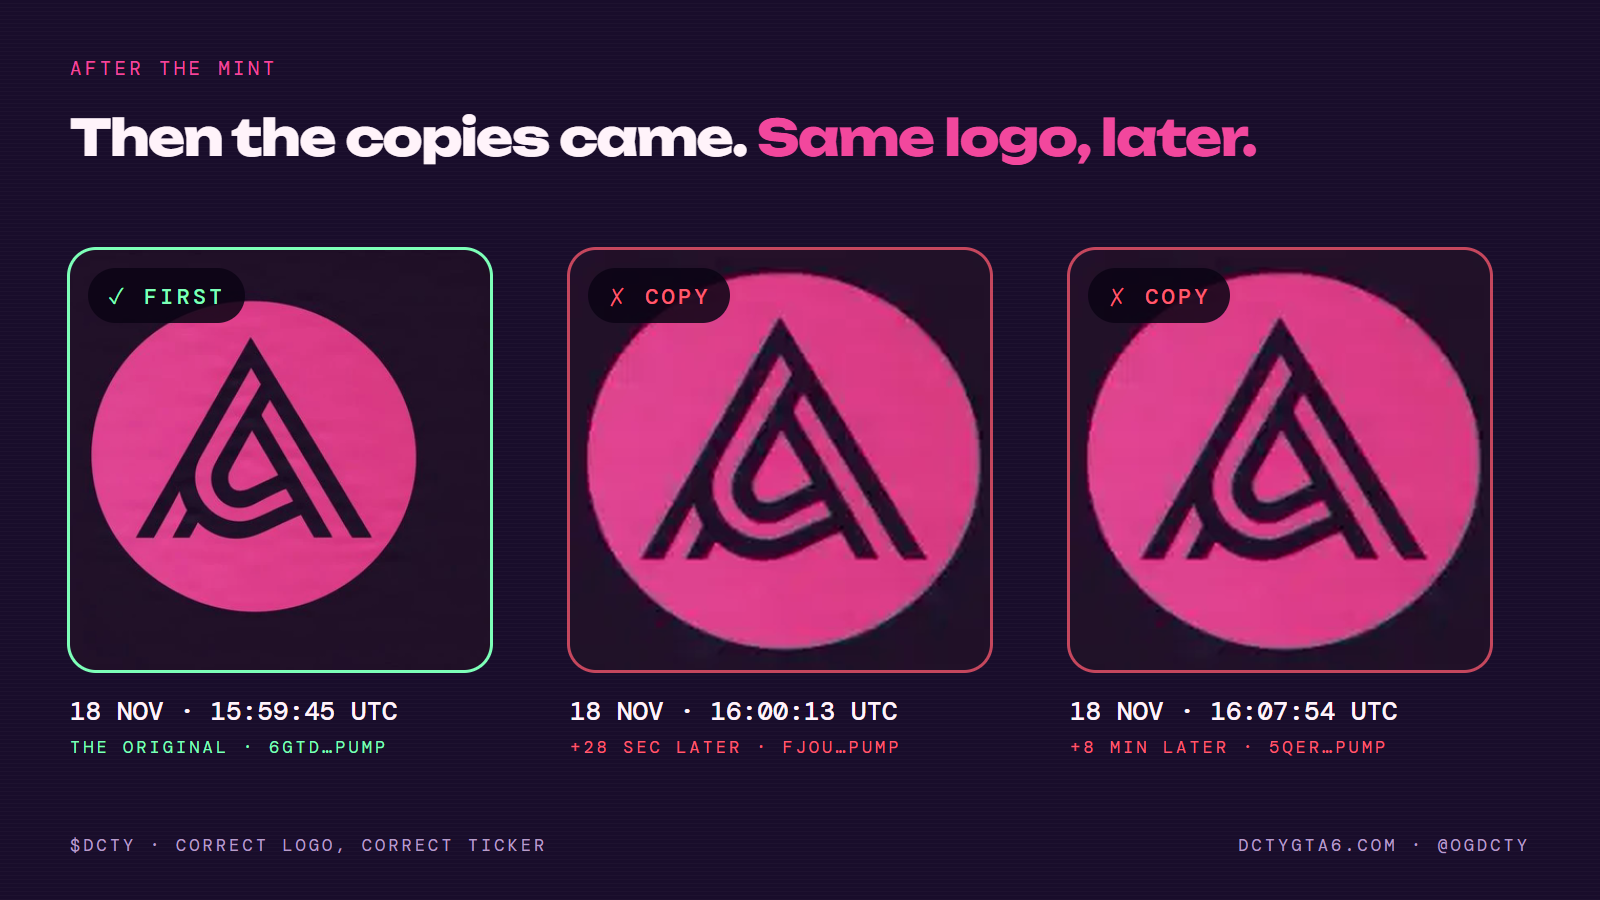 AFTER THE MINT
Then the copies came. Same logo, later.
✓ FIRST
✗ COPY
✗ COPY
18 NOV · 15:59:45 UTC
THE ORIGINAL · 6GTD…PUMP
18 NOV · 16:00:13 UTC
+28 SEC LATER · FJOU…PUMP
18 NOV · 16:07:54 UTC
+8 MIN LATER · 5QER…PUMP
$DCTY · CORRECT LOGO, CORRECT TICKER
DCTYGTA6.COM · @OGDCTY